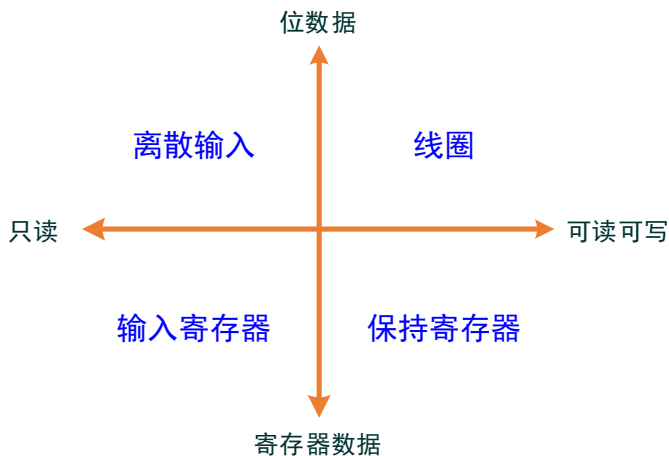 位数据
离散输入
线圈
只读
可读可写
输入寄存器
保持寄存器
寄存器数据